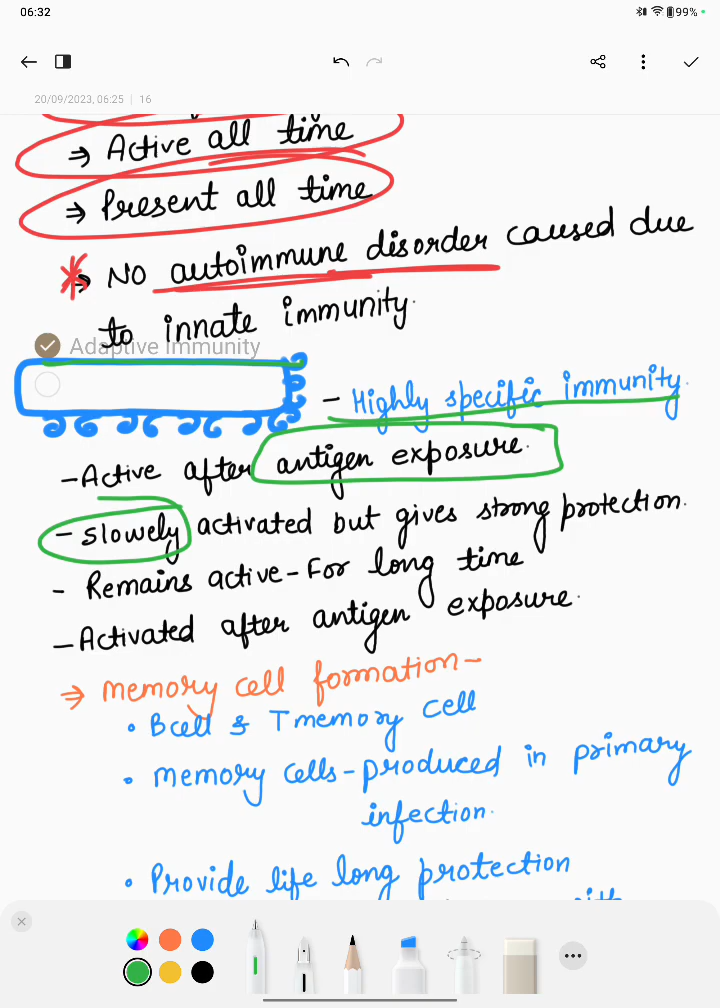 06:32
99%
20/09/2023, 06:25 | 16
⇒ Active all time
⇒ Present all time
⇒ No autoimmune disorder caused due
to innate immunity.
Adaptive Immunity
- Highly specific immunity.
- Active after antigen exposure.
- slowely activated but gives strong protection.
- Remains active - For long time
- Activated after antigen exposure.
⇒ memory cell formation -
• Bcell & T memory cell
• memory cells - produced in primary
infection.
• Provide life long protection